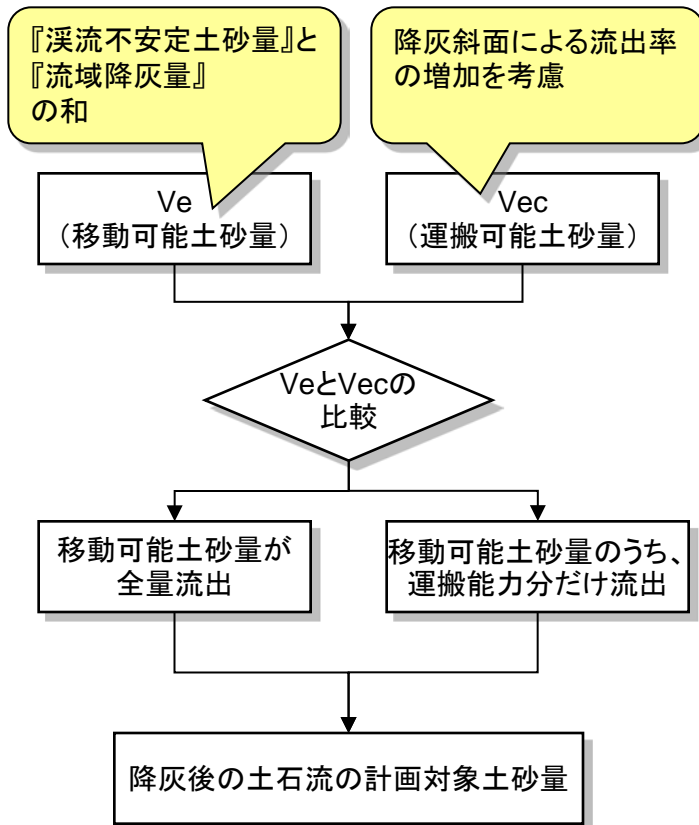 『渓流不安定土砂量』と
『流域降灰量』
の和
降灰斜面による流出率
の増加を考慮
Ve
（移動可能土砂量）
Vec
（運搬可能土砂量）
VeとVecの
比較
移動可能土砂量が
全量流出
移動可能土砂量のうち、
運搬能力分だけ流出
降灰後の土石流の計画対象土砂量